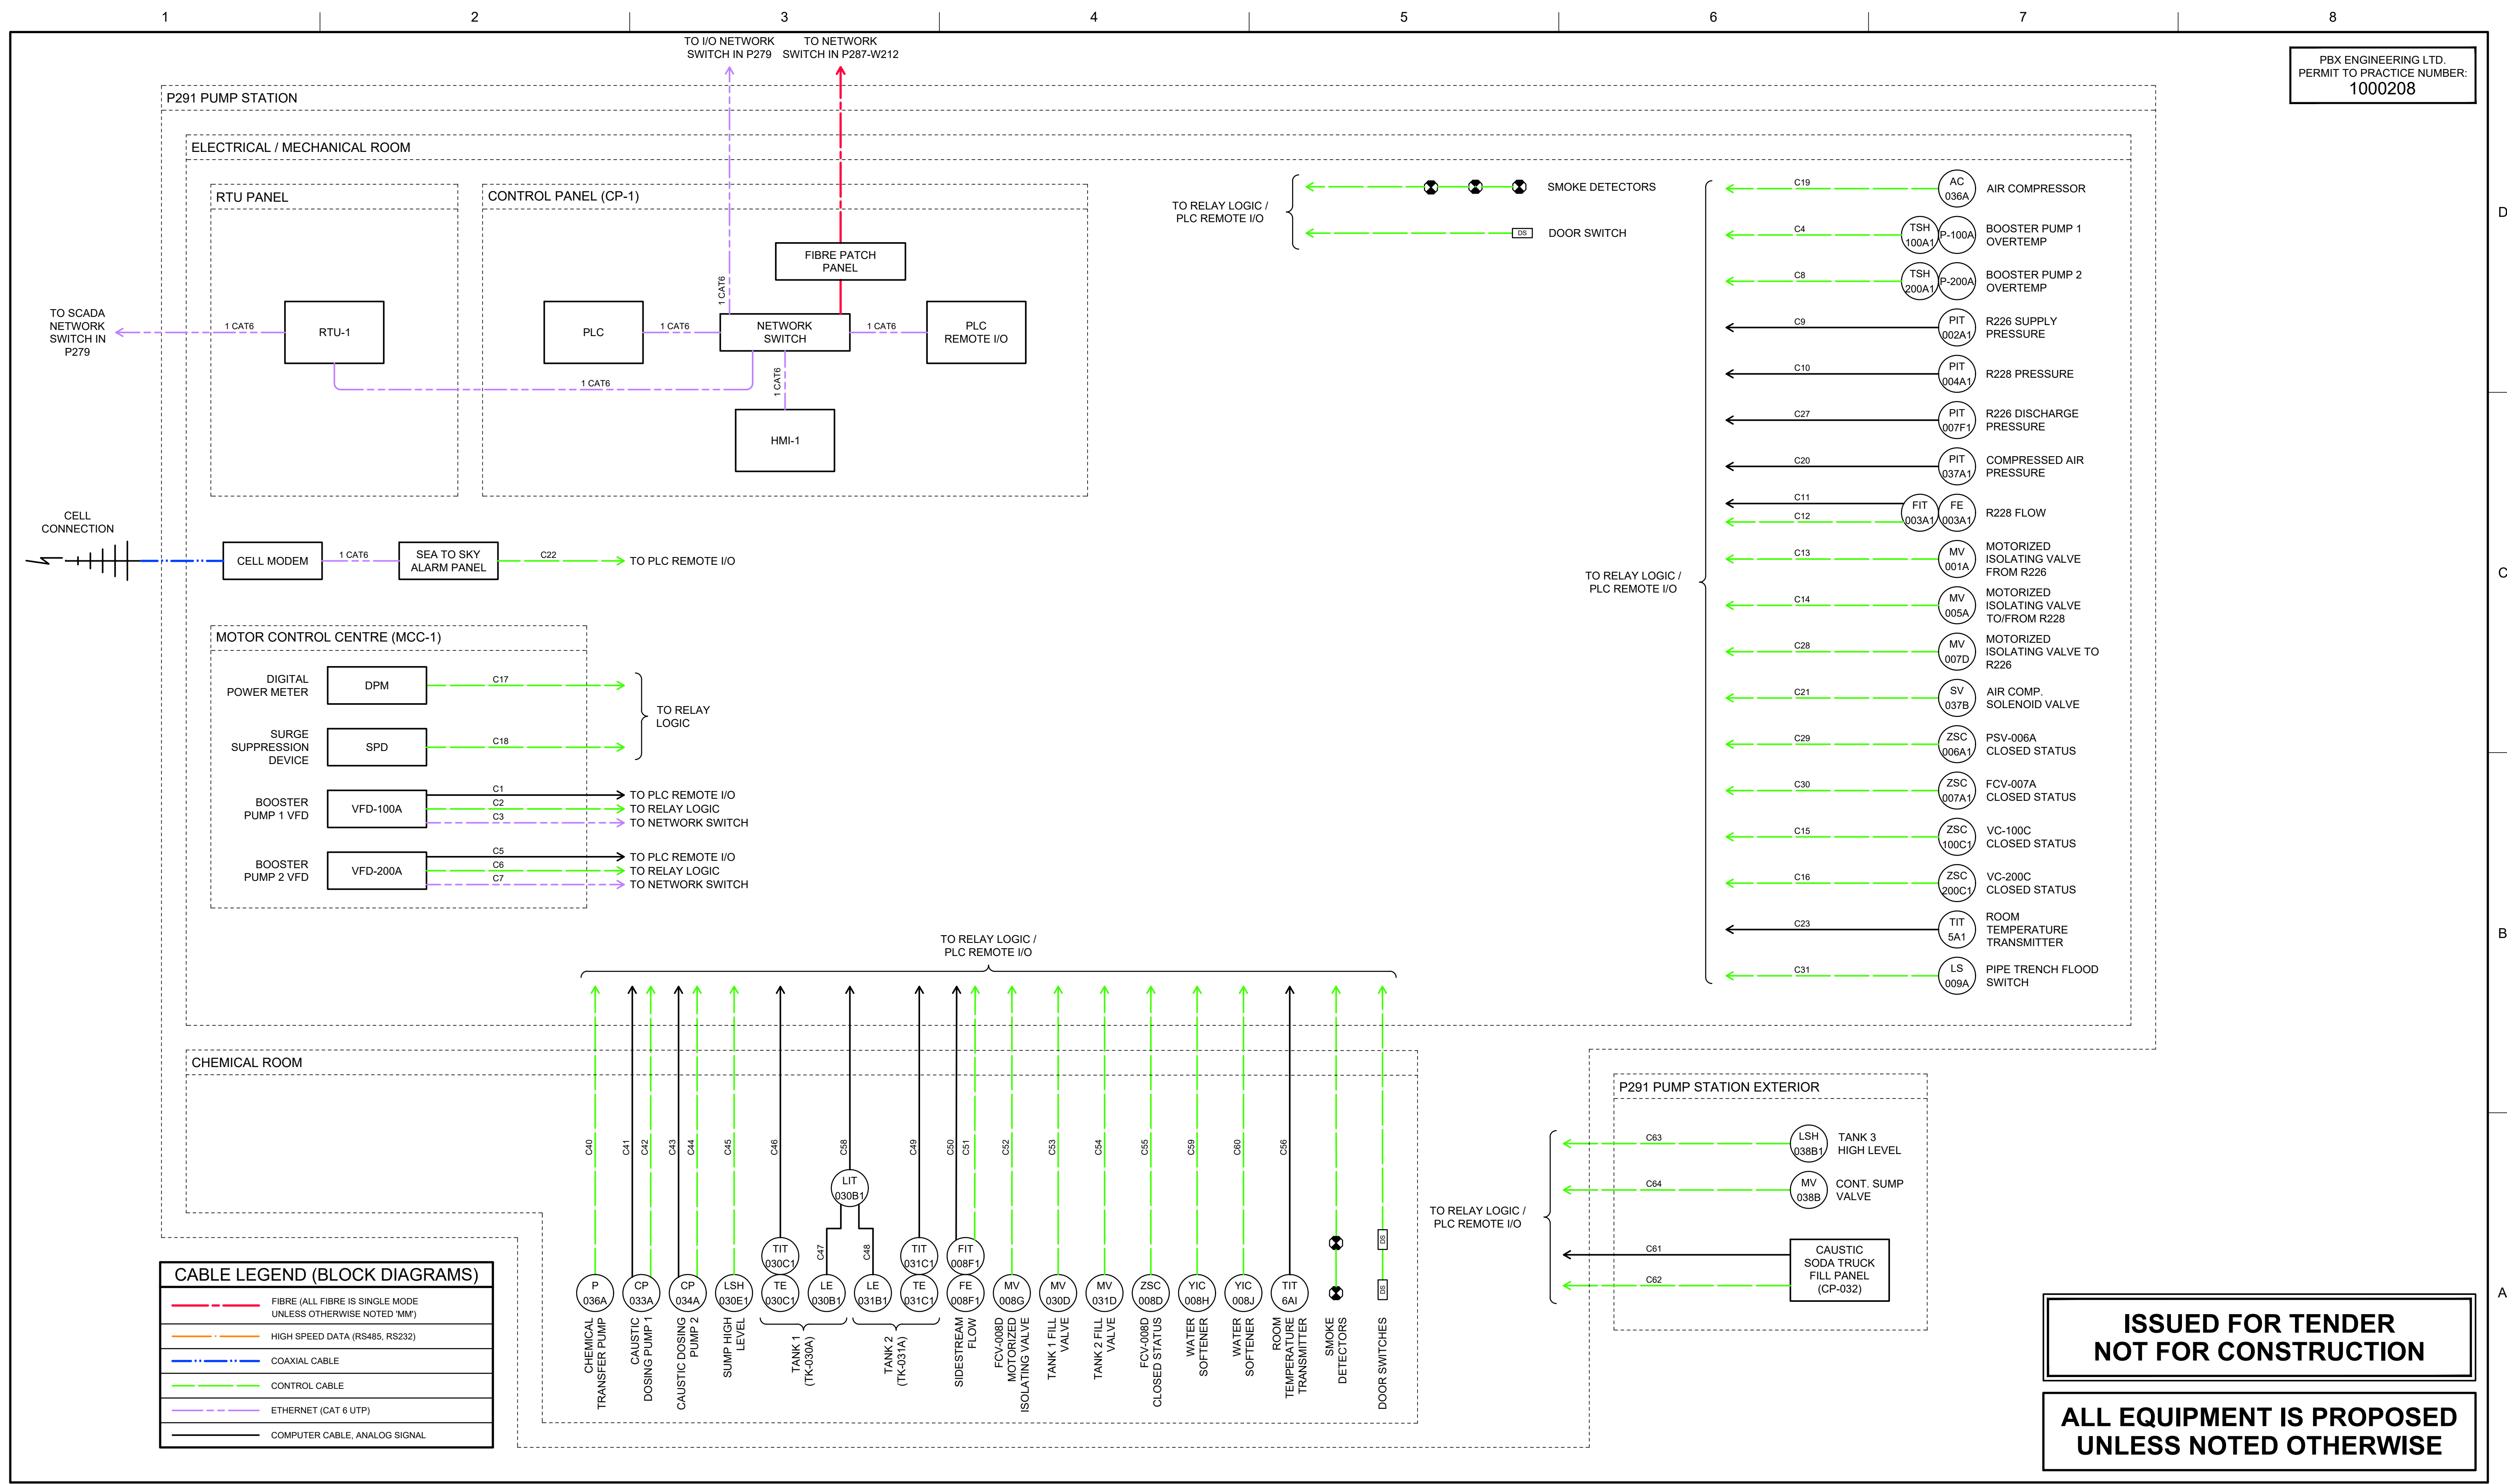 1 2 3 4 5 6 7 8
TO I/O NETWORK
SWITCH IN P279
TO NETWORK
SWITCH IN P287-W212
PBX ENGINEERING LTD.
PERMIT TO PRACTICE NUMBER:
1000208
P291 PUMP STATION
ELECTRICAL / MECHANICAL ROOM
RTU PANEL
CONTROL PANEL (CP-1)
FIBRE PATCH
PANEL
1 CAT6
TO SCADA
NETWORK
SWITCH IN
P279
1 CAT6
RTU-1
PLC
1 CAT6
NETWORK
SWITCH
1 CAT6
PLC
REMOTE I/O
1 CAT6
1 CAT6
HMI-1
TO RELAY LOGIC /
PLC REMOTE I/O
SMOKE DETECTORS
DS
DOOR SWITCH
C19
AC
036A
AIR COMPRESSOR
C4
TSH
100A1
P-100A
BOOSTER PUMP 1
OVERTEMP
C8
TSH
200A1
P-200A
BOOSTER PUMP 2
OVERTEMP
C9
PIT
002A1
R226 SUPPLY
PRESSURE
C10
PIT
004A1
R228 PRESSURE
C27
PIT
007F1
R226 DISCHARGE
PRESSURE
C20
PIT
037A1
COMPRESSED AIR
PRESSURE
C11
C12
FIT
003A1
FE
003A1
R228 FLOW
TO RELAY LOGIC /
PLC REMOTE I/O
C13
MV
001A
MOTORIZED
ISOLATING VALVE
FROM R226
C14
MV
005A
MOTORIZED
ISOLATING VALVE
TO/FROM R228
C28
MV
007D
MOTORIZED
ISOLATING VALVE TO
R226
C21
SV
037B
AIR COMP.
SOLENOID VALVE
C29
ZSC
006A1
PSV-006A
CLOSED STATUS
C30
ZSC
007A1
FCV-007A
CLOSED STATUS
C15
ZSC
100C1
VC-100C
CLOSED STATUS
C16
ZSC
200C1
VC-200C
CLOSED STATUS
C23
TIT
5A1
ROOM
TEMPERATURE
TRANSMITTER
C31
LS
009A
PIPE TRENCH FLOOD
SWITCH
D
C
B
A
CELL
CONNECTION
CELL MODEM
1 CAT6
SEA TO SKY
ALARM PANEL
C22
TO PLC REMOTE I/O
MOTOR CONTROL CENTRE (MCC-1)
DIGITAL
POWER METER
DPM
C17
SURGE
SUPPRESSION
DEVICE
SPD
C18
TO RELAY
LOGIC
BOOSTER
PUMP 1 VFD
VFD-100A
C1
TO PLC REMOTE I/O
C2
TO RELAY LOGIC
C3
TO NETWORK SWITCH
BOOSTER
PUMP 2 VFD
VFD-200A
C5
TO PLC REMOTE I/O
C6
TO RELAY LOGIC
C7
TO NETWORK SWITCH
TO RELAY LOGIC /
PLC REMOTE I/O
CHEMICAL ROOM
C40
P
036A
CHEMICAL
TRANSFER PUMP
C41
C42
CP
033A
CAUSTIC
DOSING PUMP 1
C43
C44
CP
034A
CAUSTIC DOSING
PUMP 2
C45
LSH
030E1
SUMP HIGH
LEVEL
C46
TIT
030C1
TE
030C1
C58
LIT
030B1
C47
LE
030B1
TANK 1
(TK-030A)
C48
LE
031B1
C49
TIT
031C1
TE
031C1
TANK 2
(TK-031A)
C50
C51
FIT
008F1
FE
008F1
SIDESTREAM
FLOW
C52
MV
008G
FCV-008D
MOTORIZED
ISOLATING VALVE
C53
MV
030D
TANK 1 FILL
VALVE
C54
MV
031D
TANK 2 FILL
VALVE
C55
ZSC
008D
FCV-008D
CLOSED STATUS
C59
YIC
008H
WATER
SOFTENER
C60
YIC
008J
WATER
SOFTENER
C56
TIT
6AI
ROOM
TEMPERATURE
TRANSMITTER
SMOKE
DETECTORS
DS
DS
DOOR SWITCHES
P291 PUMP STATION EXTERIOR
TO RELAY LOGIC /
PLC REMOTE I/O
C63
LSH
038B1
TANK 3
HIGH LEVEL
C64
MV
038B
CONT. SUMP
VALVE
C61
C62
CAUSTIC
SODA TRUCK
FILL PANEL
(CP-032)
CABLE LEGEND (BLOCK DIAGRAMS)
FIBRE (ALL FIBRE IS SINGLE MODE
UNLESS OTHERWISE NOTED 'MM')
HIGH SPEED DATA (RS485, RS232)
COAXIAL CABLE
CONTROL CABLE
ETHERNET (CAT 6 UTP)
COMPUTER CABLE, ANALOG SIGNAL
ISSUED FOR TENDER
NOT FOR CONSTRUCTION
ALL EQUIPMENT IS PROPOSED
UNLESS NOTED OTHERWISE